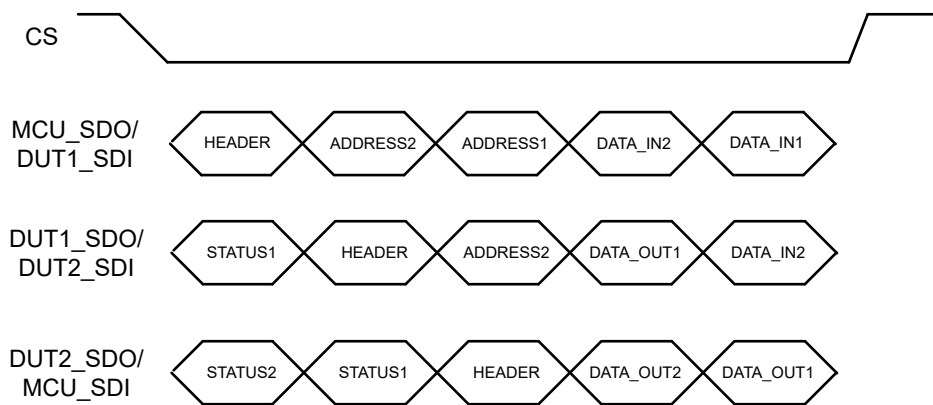 CS
MCU_SDO/
DUT1_SDI
HEADER ADDRESS2 ADDRESS1 DATA_IN2 DATA_IN1
DUT1_SDO/
DUT2_SDI
STATUS1 HEADER ADDRESS2 DATA_OUT1 DATA_IN2
DUT2_SDO/
MCU_SDI
STATUS2 STATUS1 HEADER DATA_OUT2 DATA_OUT1